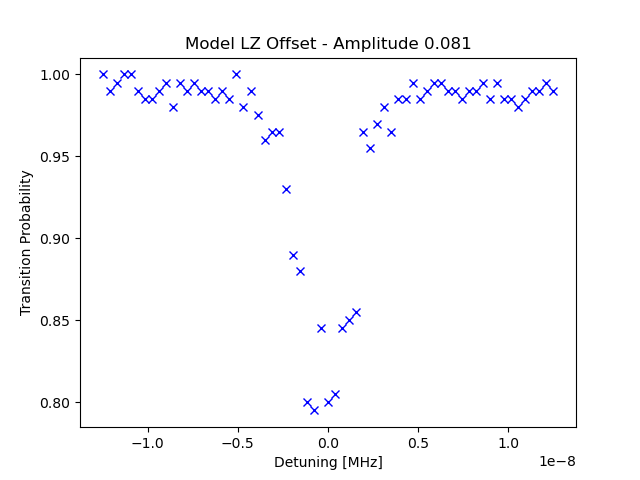 Model LZ Offset - Amplitude 0.081
1.00
0.95
0.90
0.85
0.80
Transition Probability
−1.0
−0.5
0.0
0.5
1.0
1e−8
Detuning [MHz]